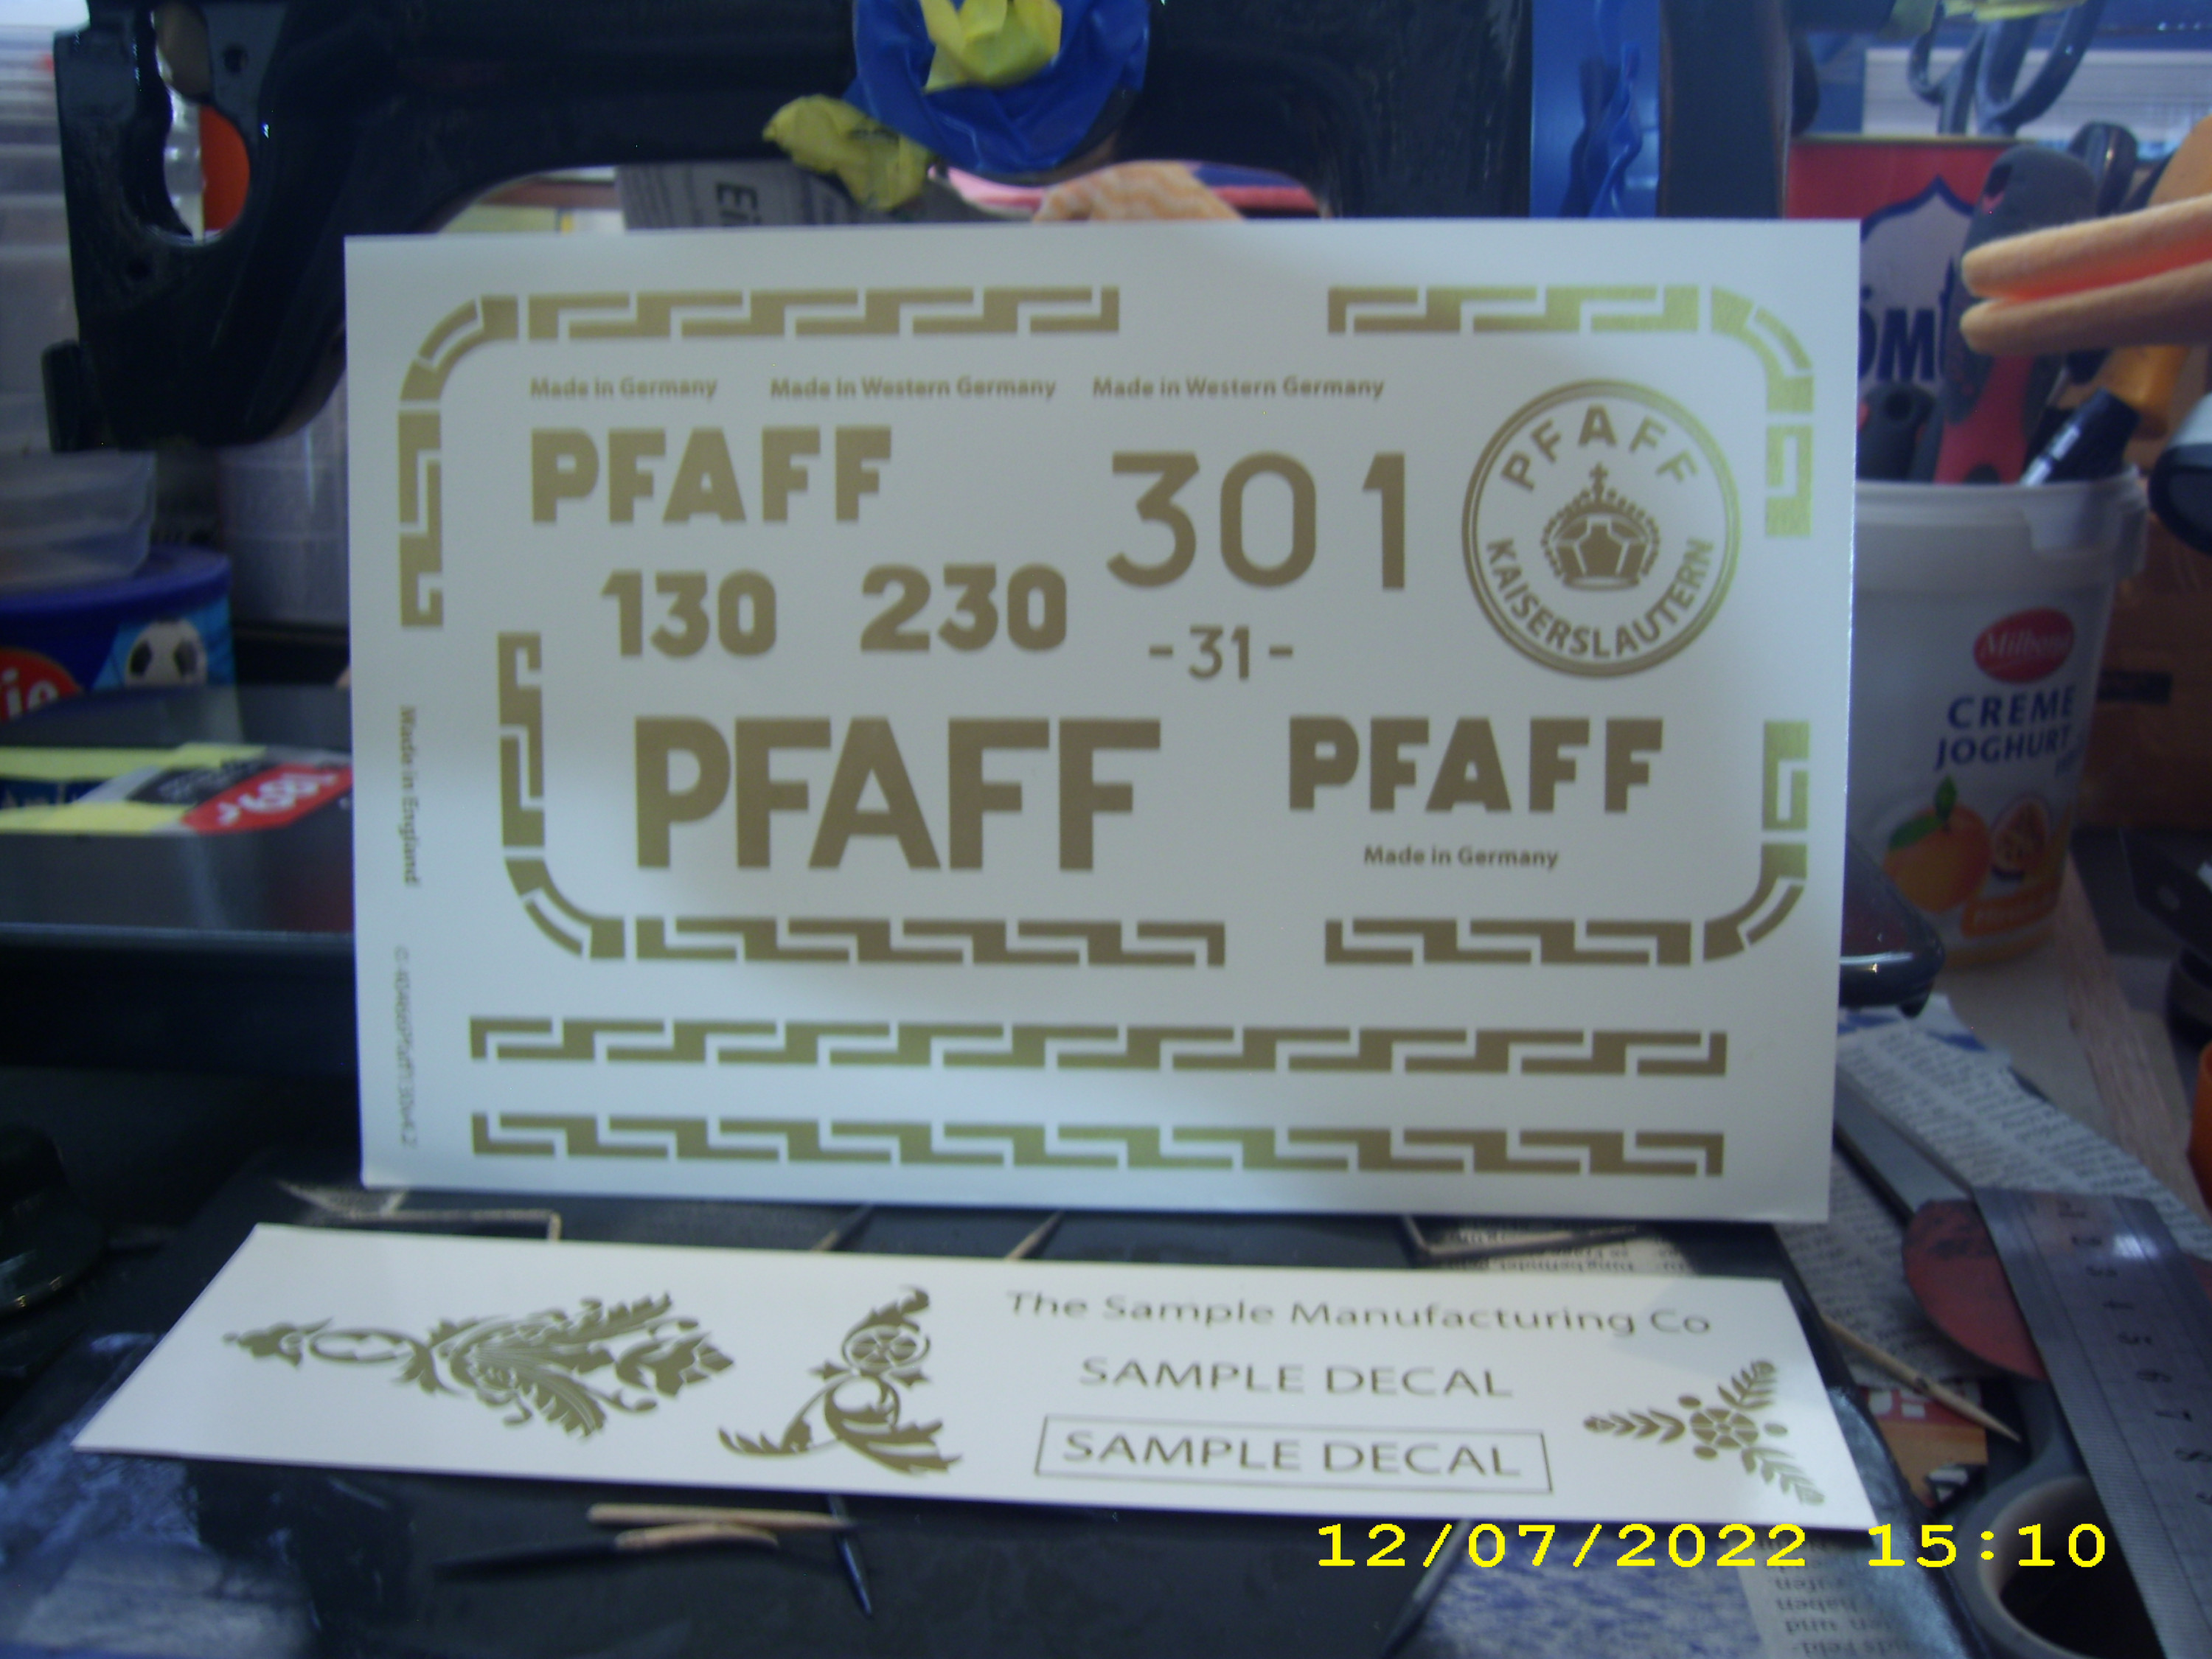 Made in Germany
Made in Western Germany
Made in Western Germany
PFAFF
301
PFAFF
KAISERSLAUTERN
130
230
-31-
PFAFF
PFAFF
Made in Germany
Made in England
Milbona
CREME
JOGHURT
The Sample Manufacturing Co
SAMPLE DECAL
SAMPLE DECAL
12/07/2022 15:10